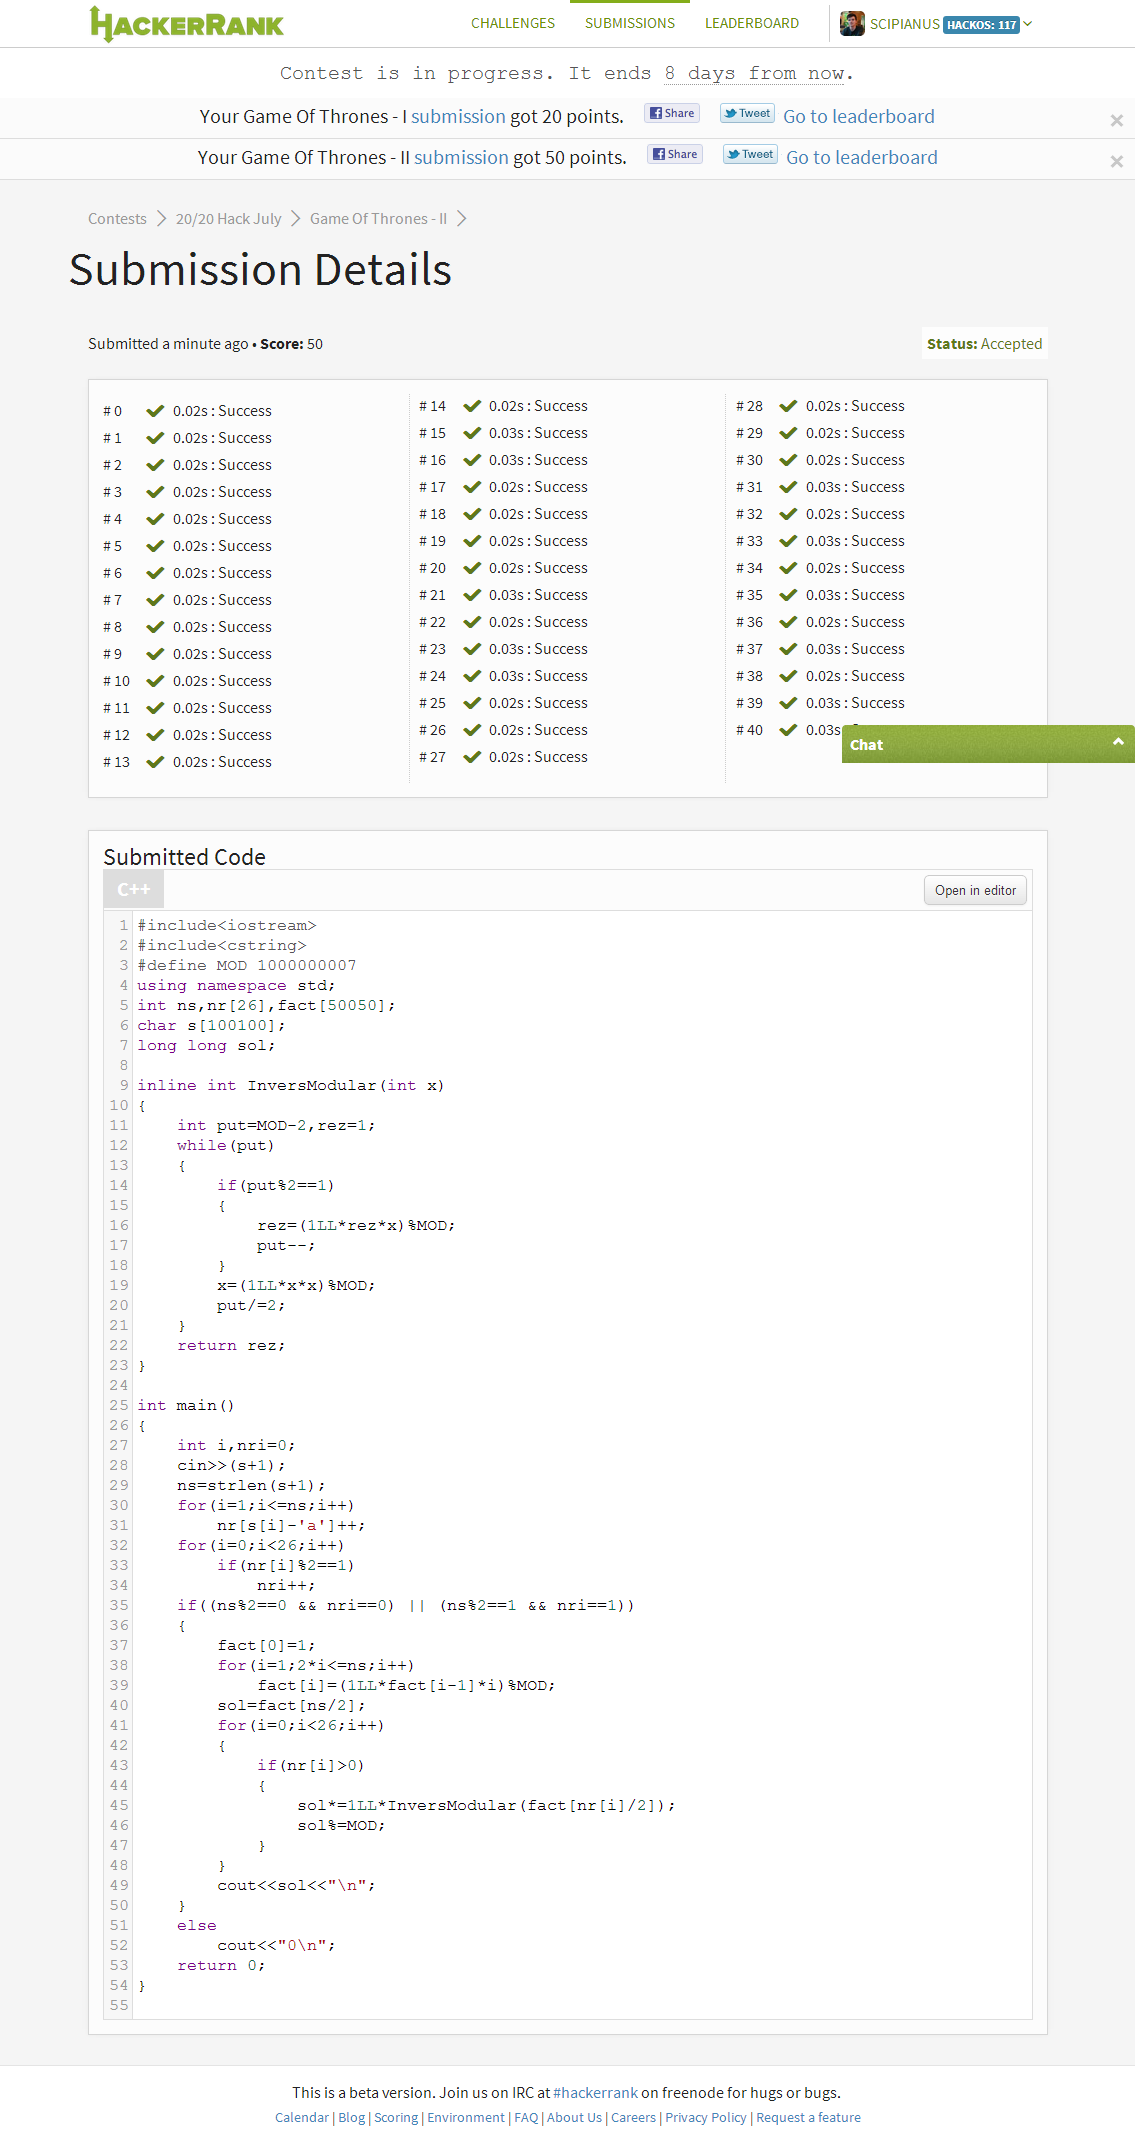 HackerRank
CHALLENGES SUBMISSIONS LEADERBOARD SCIPIANUS HACKOS: 117
Contest is in progress. It ends 8 days from now.
Your Game Of Thrones - I submission got 20 points. Share Tweet Go to leaderboard ×
Your Game Of Thrones - II submission got 50 points. Share Tweet Go to leaderboard ×
Contests 20/20 Hack July Game Of Thrones - II
Submission Details
Submitted a minute ago • Score: 50
Status: Accepted
# 0 0.02s : Success
# 1 0.02s : Success
# 2 0.02s : Success
# 3 0.02s : Success
# 4 0.02s : Success
# 5 0.02s : Success
# 6 0.02s : Success
# 7 0.02s : Success
# 8 0.02s : Success
# 9 0.02s : Success
# 10 0.02s : Success
# 11 0.02s : Success
# 12 0.02s : Success
# 13 0.02s : Success
# 14 0.02s : Success
# 15 0.03s : Success
# 16 0.03s : Success
# 17 0.02s : Success
# 18 0.02s : Success
# 19 0.02s : Success
# 20 0.02s : Success
# 21 0.03s : Success
# 22 0.02s : Success
# 23 0.03s : Success
# 24 0.03s : Success
# 25 0.02s : Success
# 26 0.02s : Success
# 27 0.02s : Success
# 28 0.02s : Success
# 29 0.02s : Success
# 30 0.02s : Success
# 31 0.03s : Success
# 32 0.02s : Success
# 33 0.03s : Success
# 34 0.02s : Success
# 35 0.03s : Success
# 36 0.02s : Success
# 37 0.03s : Success
# 38 0.02s : Success
# 39 0.03s : Success
# 40 0.03s
Chat
Submitted Code
C++ Open in editor
1 #include<iostream>
2 #include<cstring>
3 #define MOD 1000000007
4 using namespace std;
5 int ns,nr[26],fact[50050];
6 char s[100100];
7 long long sol;
8
9 inline int InversModular(int x)
10 {
11 int put=MOD-2,rez=1;
12 while(put)
13 {
14 if(put%2==1)
15 {
16 rez=(1LL*rez*x)%MOD;
17 put--;
18 }
19 x=(1LL*x*x)%MOD;
20 put/=2;
21 }
22 return rez;
23 }
24
25 int main()
26 {
27 int i,nri=0;
28 cin>>(s+1);
29 ns=strlen(s+1);
30 for(i=1;i<=ns;i++)
31 nr[s[i]-'a']++;
32 for(i=0;i<26;i++)
33 if(nr[i]%2==1)
34 nri++;
35 if((ns%2==0 && nri==0) || (ns%2==1 && nri==1))
36 {
37 fact[0]=1;
38 for(i=1;2*i<=ns;i++)
39 fact[i]=(1LL*fact[i-1]*i)%MOD;
40 sol=fact[ns/2];
41 for(i=0;i<26;i++)
42 {
43 if(nr[i]>0)
44 {
45 sol*=1LL*InversModular(fact[nr[i]/2]);
46 sol%=MOD;
47 }
48 }
49 cout<<sol<<"\n";
50 }
51 else
52 cout<<"0\n";
53 return 0;
54 }
55
This is a beta version. Join us on IRC at #hackerrank on freenode for hugs or bugs.
Calendar | Blog | Scoring | Environment | FAQ | About Us | Careers | Privacy Policy | Request a feature